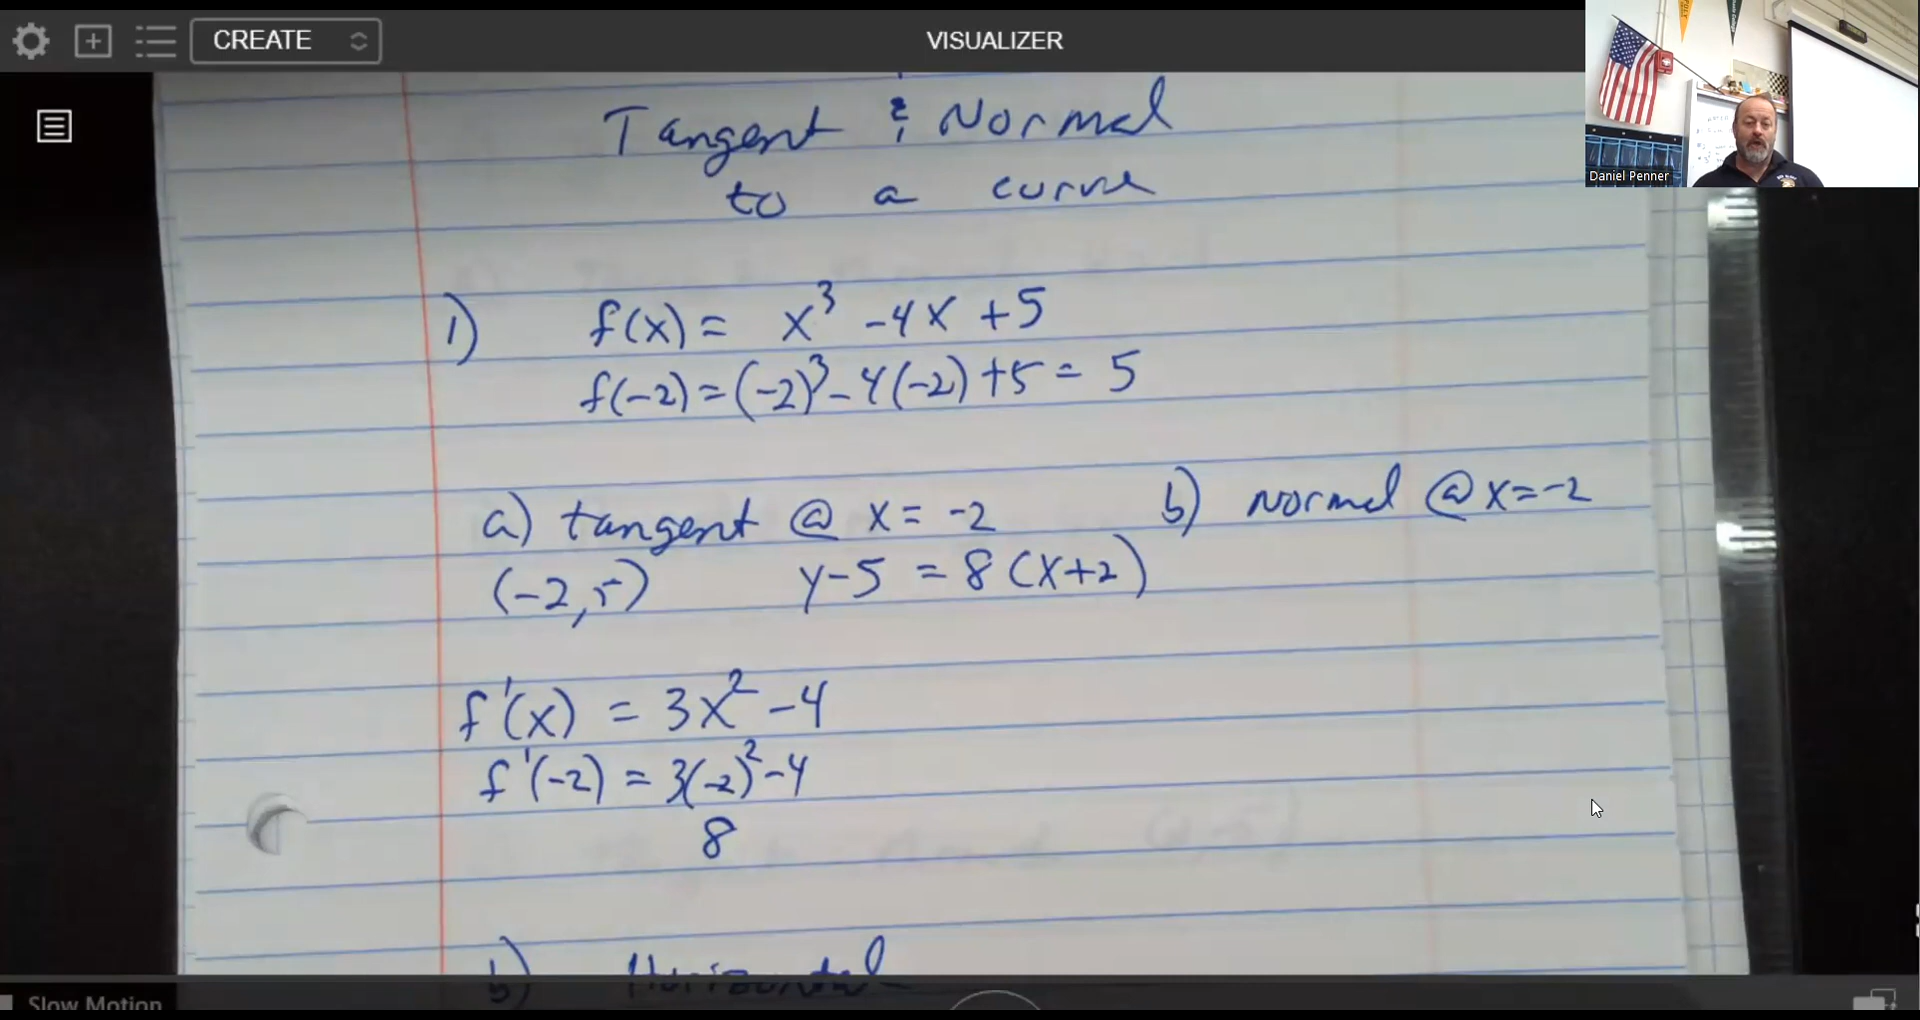 CREATE
VISUALIZER
Daniel Penner
Tangent & Normal
to a curve
1) f(x) = x³ - 4x + 5
f(-2) = (-2)³ - 4(-2) + 5 = 5
a) tangent @ x = -2
b) Normal @ x = -2
(-2, 5) y - 5 = 8 (x+2)
f'(x) = 3x² - 4
f'(-2) = 3(-2)² - 4
8
b) Horizontal
Slow Motion